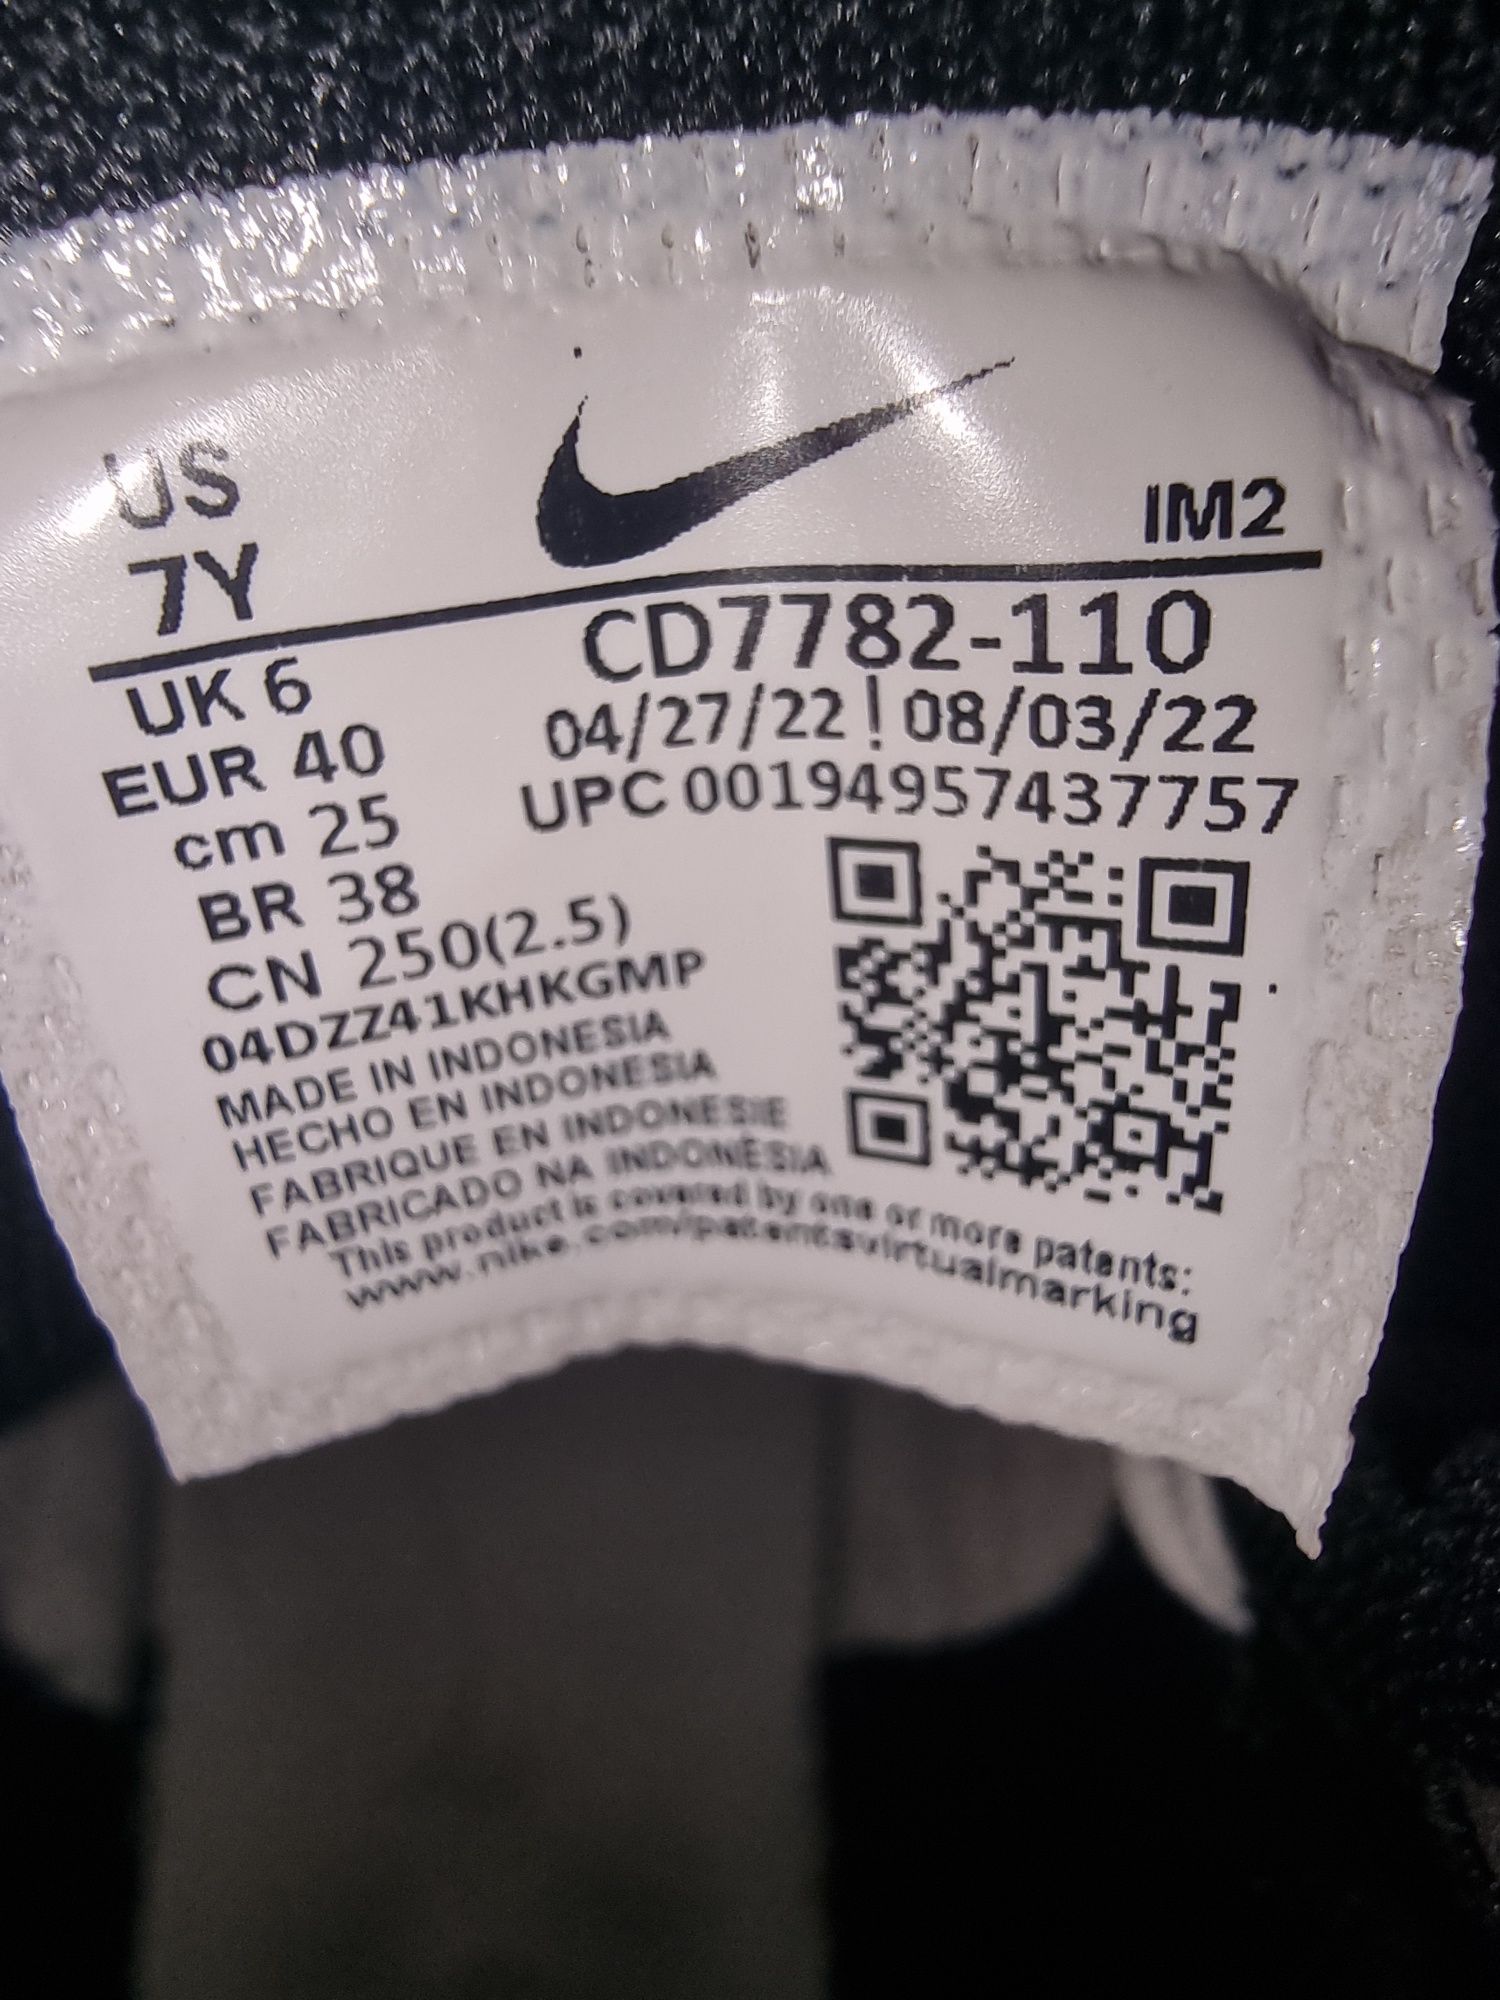 US
7Y
IM2
UK 6
EUR 40
cm 25
BR 38
CN 250(2.5)
CD7782-110
04/27/22 ! 08/03/22
UPC 00194957437757
04DZZ41KHKGMP
MADE IN INDONESIA
HECHO EN INDONESIA
FABRIQUE EN INDONESIE
FABRICADO NA INDONÈSIA
This product is covered by one or more patents:
www.nike.com/patentsvirtualmarking